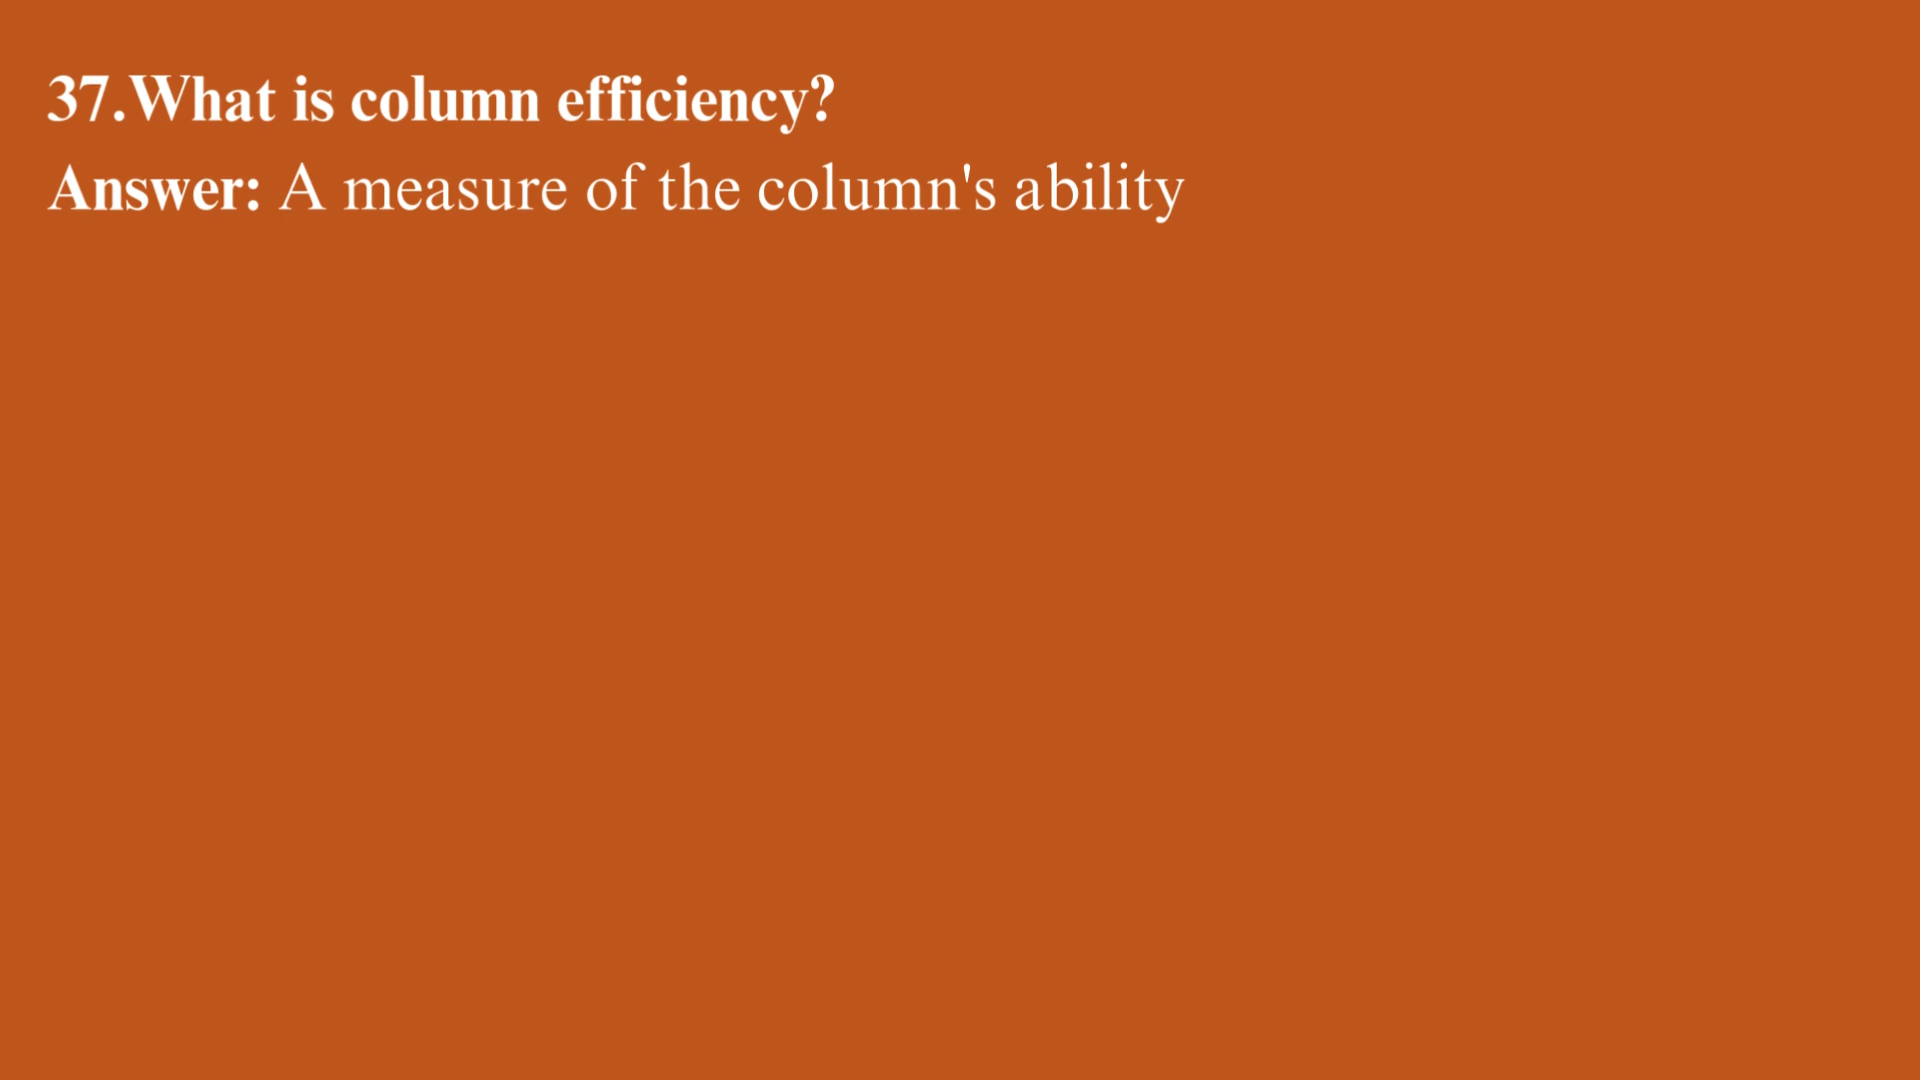 37.What is column efficiency?
Answer: A measure of the column's ability